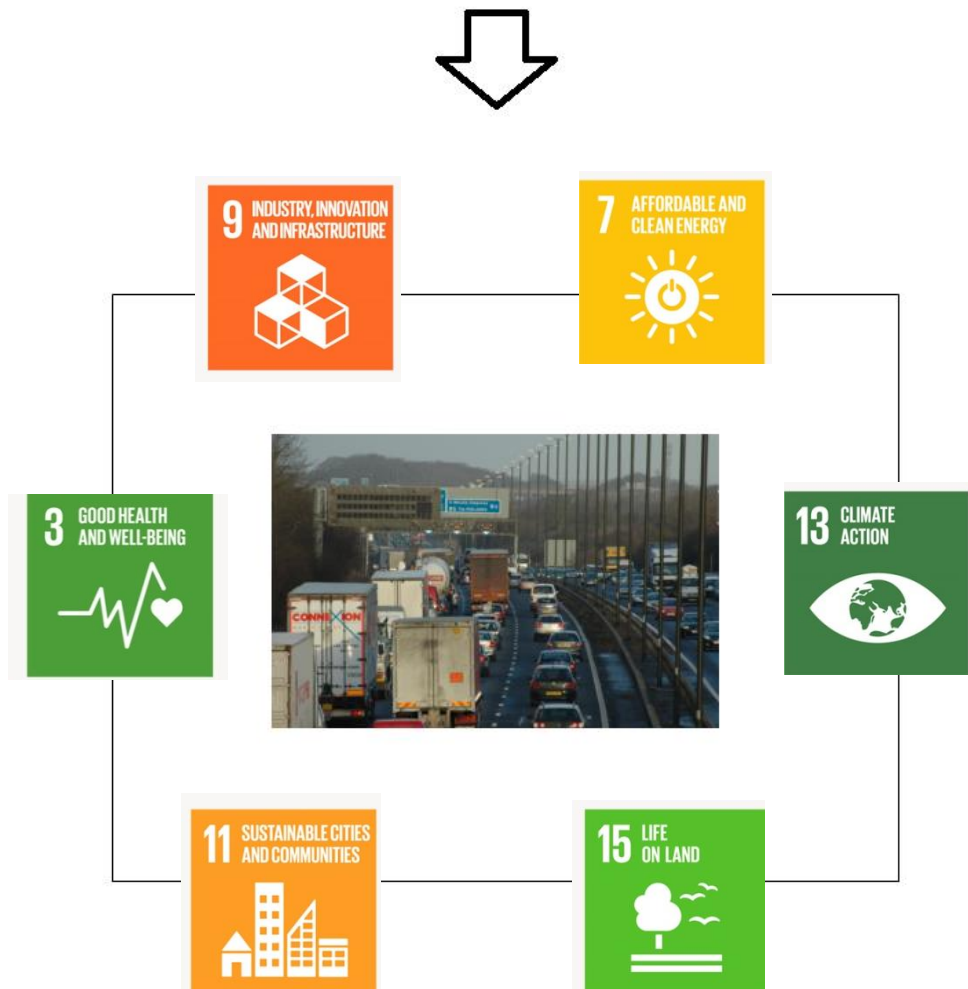 9 INDUSTRY, INNOVATION
AND INFRASTRUCTURE
7 AFFORDABLE AND
CLEAN ENERGY
3 GOOD HEALTH
AND WELL-BEING
CONNEXION
13 CLIMATE
ACTION
11 SUSTAINABLE CITIES
AND COMMUNITIES
15 LIFE
ON LAND